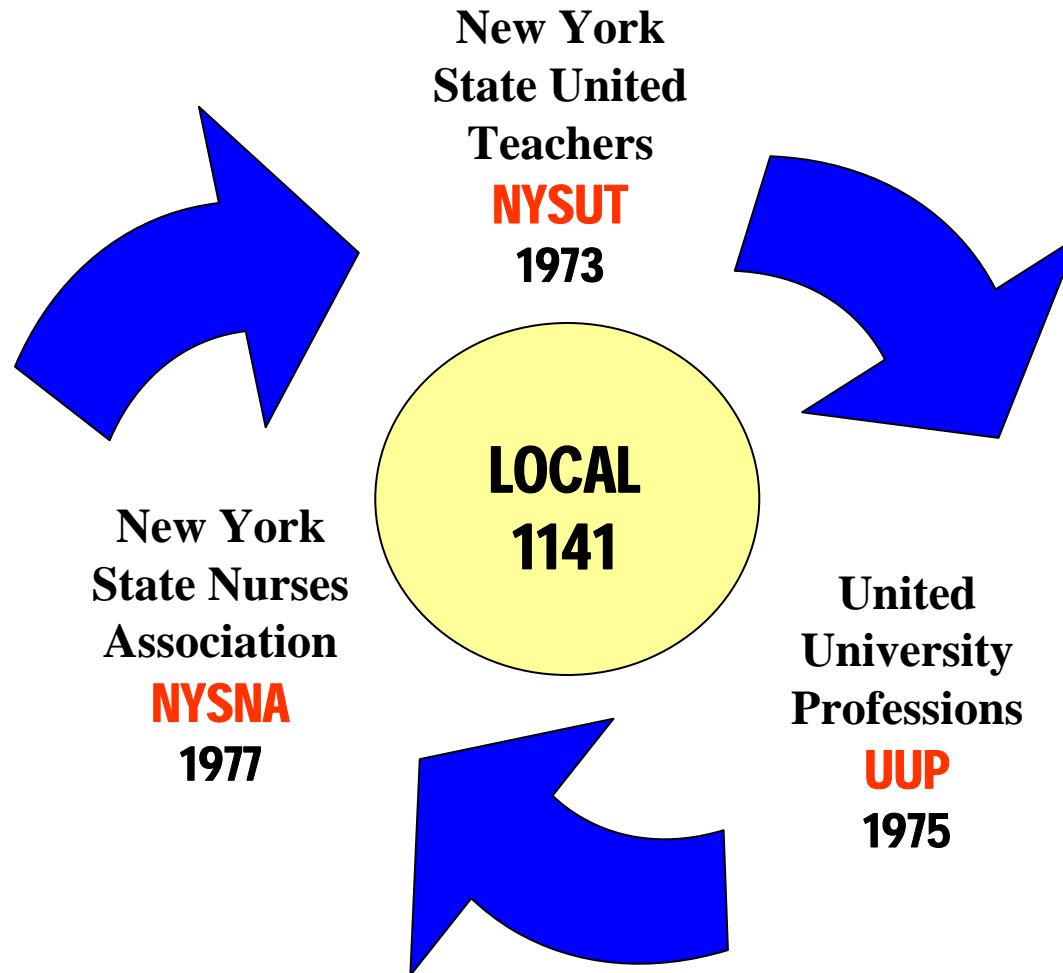 New York
State United
Teachers
NYSUT
1973
LOCAL
1141
New York
State Nurses
Association
NYSNA
1977
United
University
Professions
UUP
1975